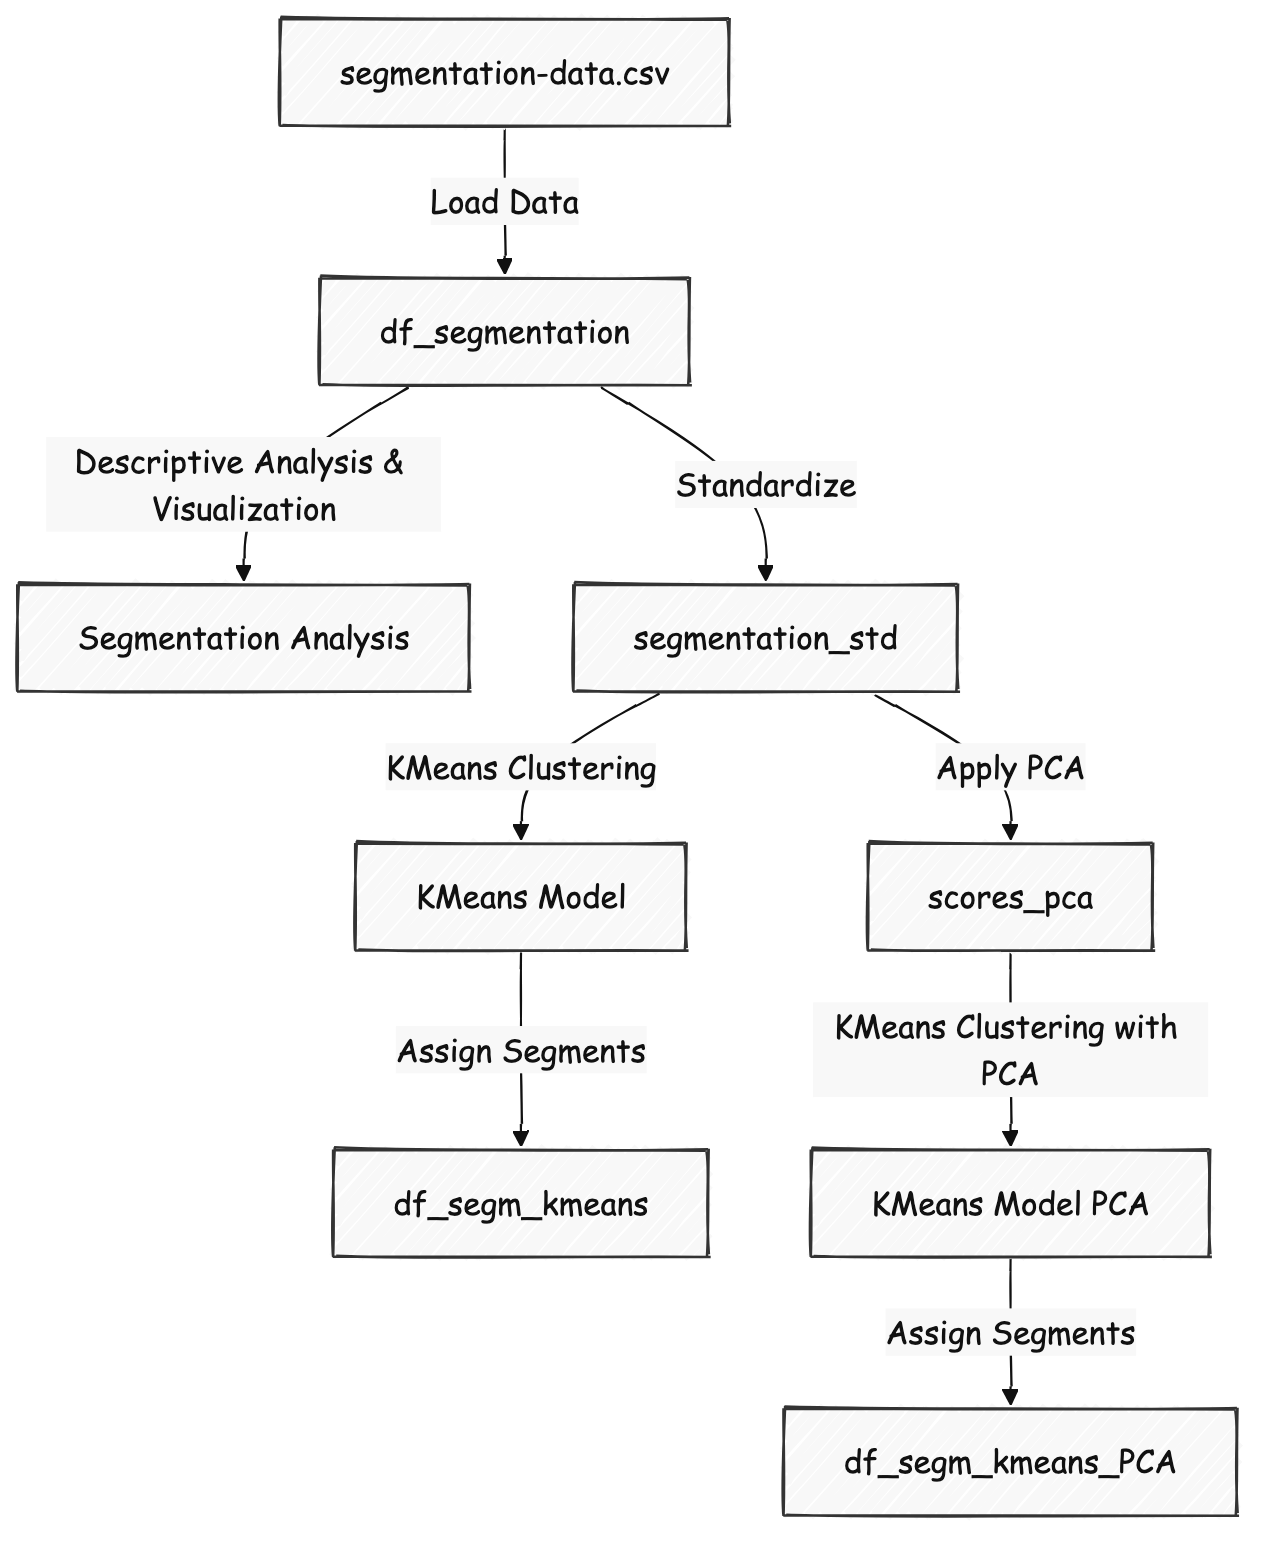 segmentation-data.csv
Load Data
df_segmentation
Descriptive Analysis &
Visualization
Standardize
Segmentation Analysis
segmentation_std
KMeans Clustering
Apply PCA
KMeans Model
scores_pca
Assign Segments
KMeans Clustering with
PCA
df_segm_kmeans
KMeans Model PCA
Assign Segments
df_segm_kmeans_PCA